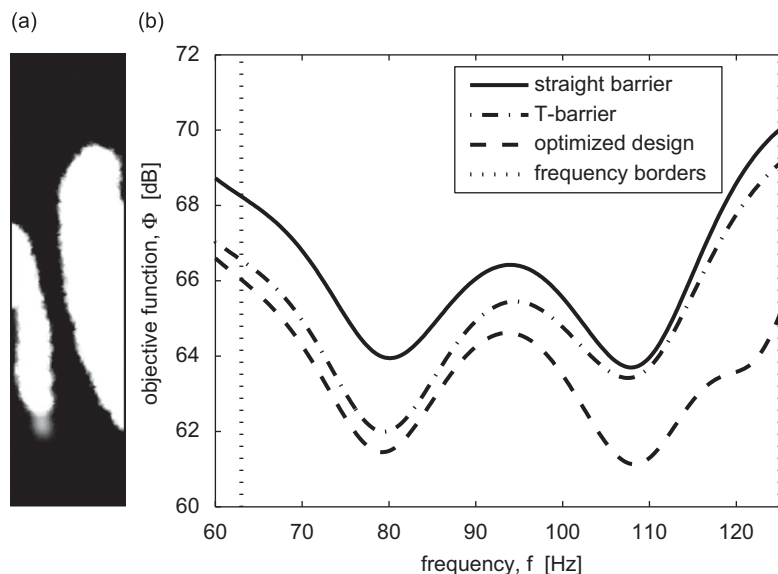 (a)
(b)
72
70
68
66
64
62
60
objective function, Φ [dB]
straight barrier
T-barrier
optimized design
frequency borders
60 70 80 90 100 110 120
frequency, f [Hz]